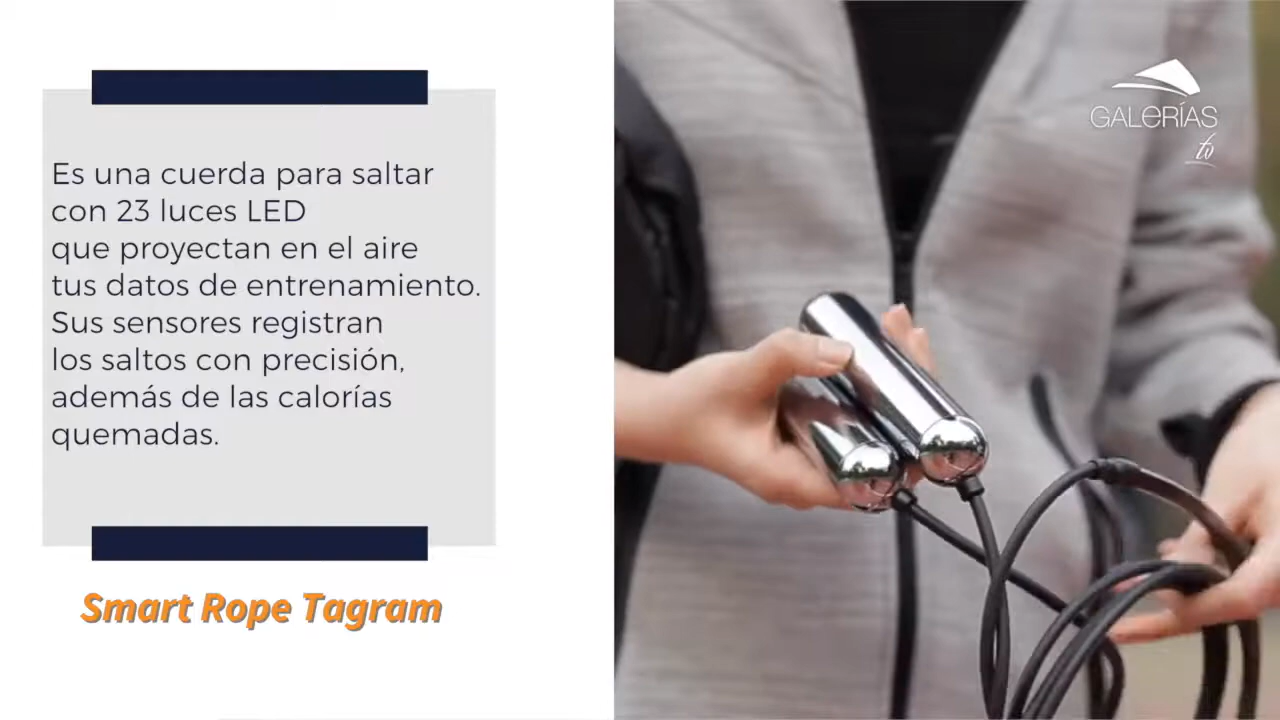 Es una cuerda para saltar
con 23 luces LED
que proyectan en el aire
tus datos de entrenamiento.
Sus sensores registran
los saltos con precisión,
además de las calorías
quemadas.
Smart Rope Tagram
GALERÍAS
tv